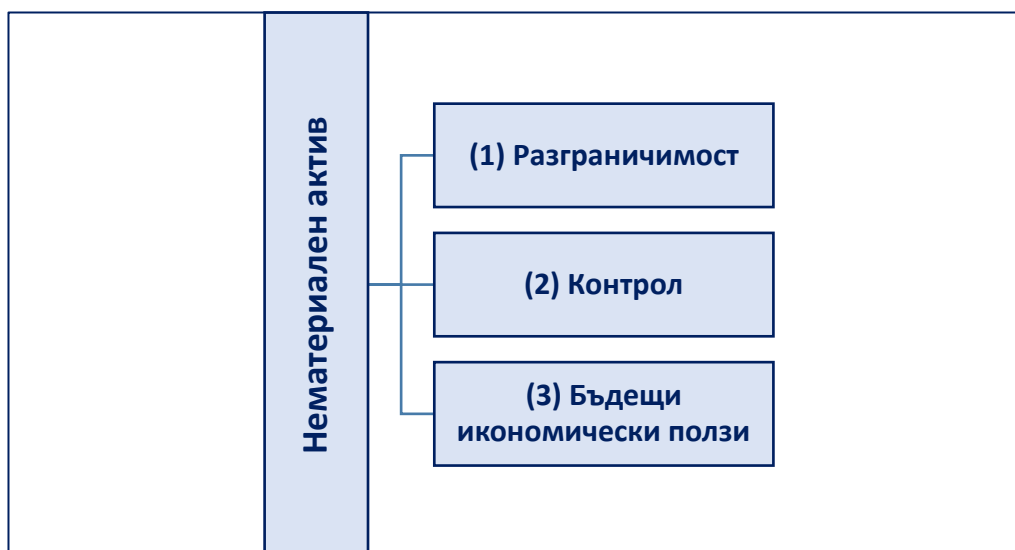 Нематериален актив
(1) Разграничимост
(2) Контрол
(3) Бъдещи
икономически ползи